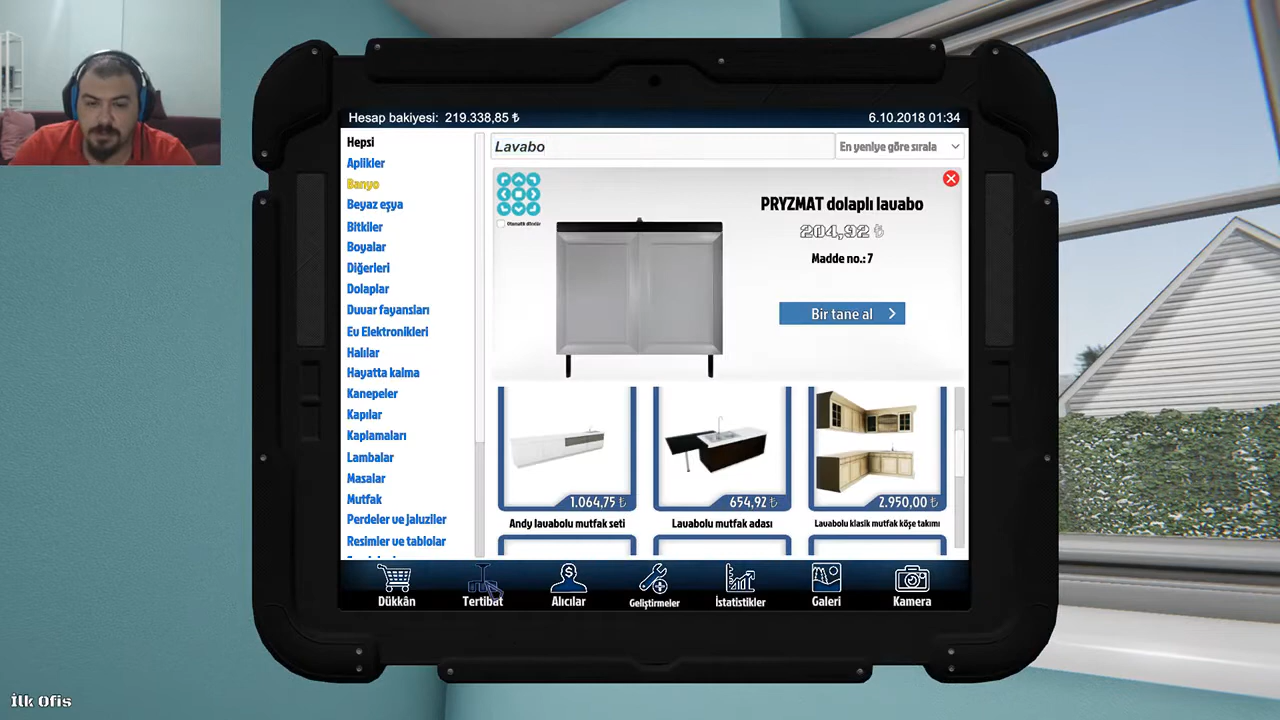 Hesap bakiyesi: 219.338,85 ₺
6.10.2018 01:34
Hepsi
Aplikler
Banyo
Beyaz eşya
Bitkiler
Boyalar
Diğerleri
Dolaplar
Duvar fayansları
Ev Elektronikleri
Halılar
Hayatta kalma
Kanepeler
Kapılar
Kaplamaları
Lambalar
Masalar
Mutfak
Perdeler ve jaluziler
Resimler ve tablolar
Lavabo
En yeniye göre sırala
Otomatik döndür
PRYZMAT dolaplı lavabo
204,92 ₺
Madde no.: 7
Bir tane al
1.064,75 ₺
654,92 ₺
2.950,00 ₺
Andy lavabolu mutfak seti
Lavabolu mutfak adası
Lavabolu klasik mutfak köşe takımı
Dükkân
Tertibat
Alıcılar
Geliştirmeler
İstatistikler
Galeri
Kamera
İlk Ofis